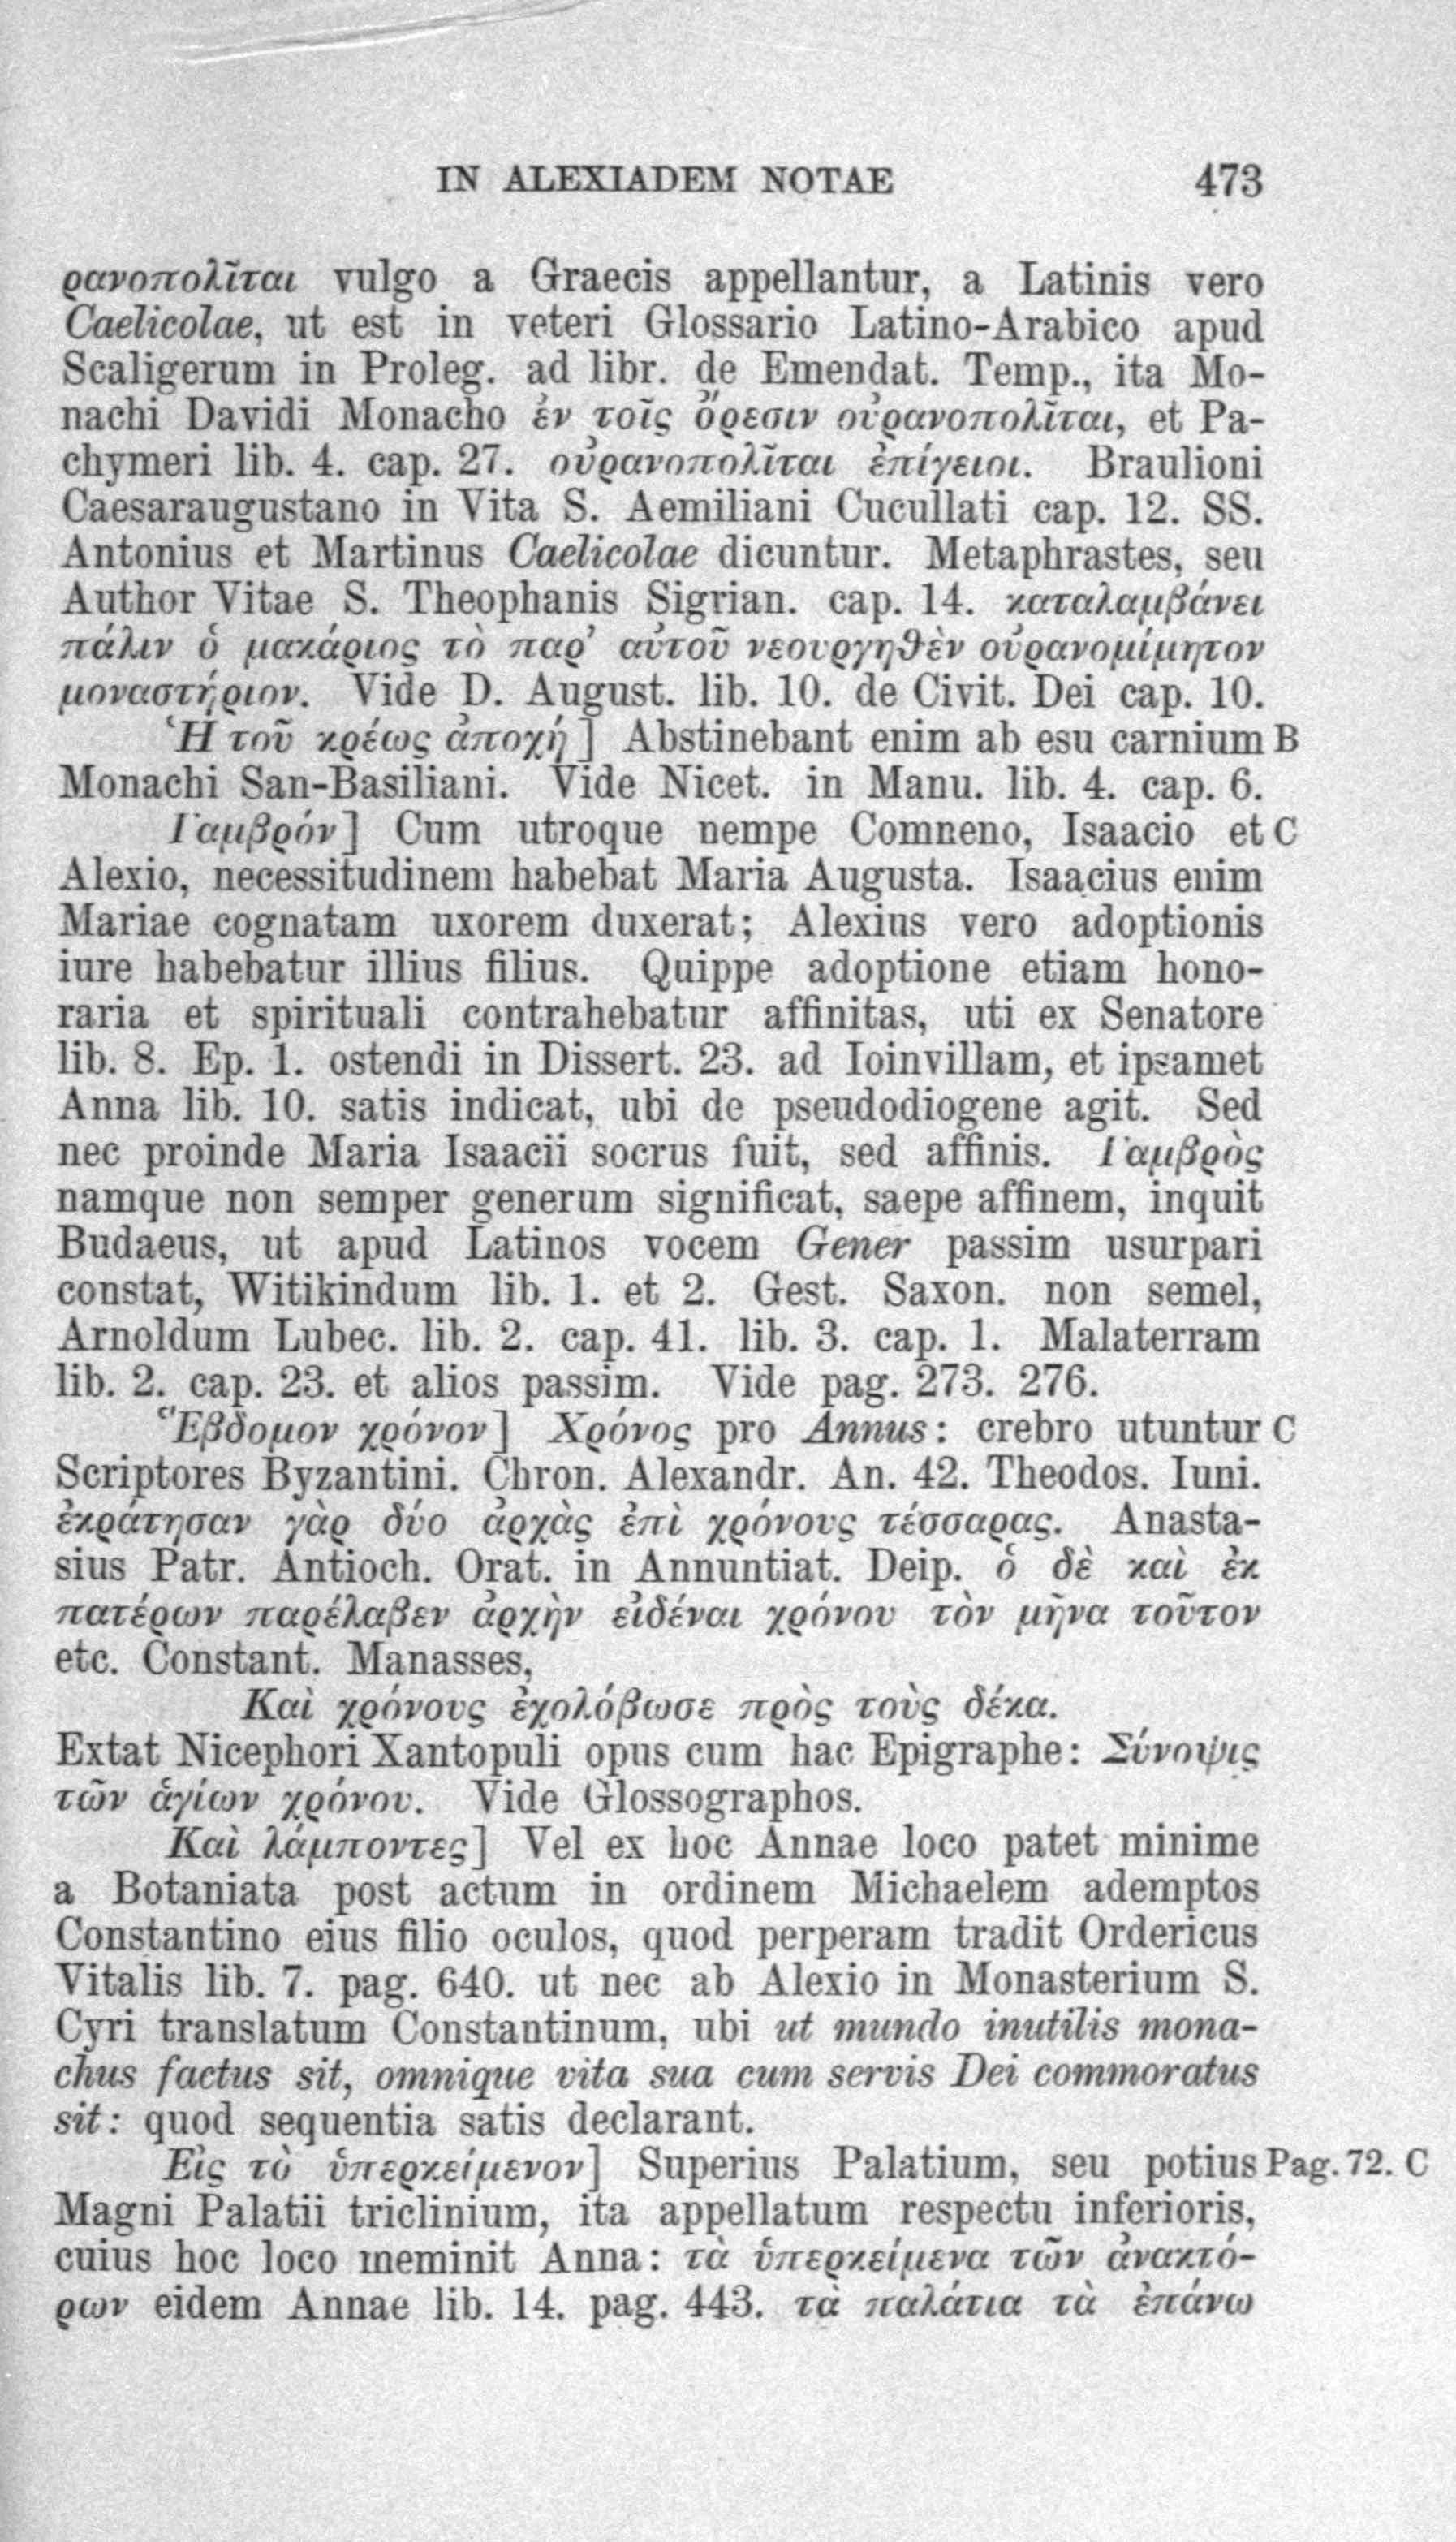 IN ALEXIADEM NOTAE 473
ρανοπολῖται vulgo a Graecis appellantur, a Latinis vero
Caelicolae, ut est in veteri Glossario Latino-Arabico apud
Scaligerum in Proleg. ad libr. de Emendat. Temp., ita Mo-
nachi Davidi Monacho ἐν τοῖς ὄρεσιν οὐρανοπολῖται, et Pa-
chymeri lib. 4. cap. 27. οὐρανοπολῖται ἐπίγειοι. Braulioni
Caesaraugustano in Vita S. Aemiliani Cucullati cap. 12. SS.
Antonius et Martinus Caelicolae dicuntur. Metaphrastes, seu
Author Vitae S. Theophanis Sigrian. cap. 14. καταλαμβάνει
πάλιν ὁ μακάριος τὸ παρ’ αὐτοῦ νεουργηθὲν οὐρανομίμητον
μοναστήριον. Vide D. August. lib. 10. de Civit. Dei cap. 10.
Ἡ τοῦ κρέως ἀποχή] Abstinebant enim ab esu carnium B
Monachi San-Basiliani. Vide Nicet. in Manu. lib. 4. cap. 6.
Γαμβρόν] Cum utroque nempe Comneno, Isaacio et C
Alexio, necessitudinem habebat Maria Augusta. Isaacius enim
Mariae cognatam uxorem duxerat; Alexius vero adoptionis
iure habebatur illius filius. Quippe adoptione etiam hono-
raria et spirituali contrahebatur affinitas, uti ex Senatore
lib. 8. Ep. 1. ostendi in Dissert. 23. ad Ioinvillam, et ipsamet
Anna lib. 10. satis indicat, ubi de pseudodiogene agit. Sed
nec proinde Maria Isaacii socrus fuit, sed affinis. Γαμβρὸς
namque non semper generum significat, saepe affinem, inquit
Budaeus, ut apud Latinos vocem Gener passim usurpari
constat, Witikindum lib. 1. et 2. Gest. Saxon. non semel,
Arnoldum Lubec. lib. 2. cap. 41. lib. 3. cap. 1. Malaterram
lib. 2. cap. 23. et alios passim. Vide pag. 273. 276.
Ἕβδομον χρόνον] Χρόνος pro Annus: crebro utuntur C
Scriptores Byzantini. Chron. Alexandr. An. 42. Theodos. Iuni.
ἐκράτησαν γὰρ δύο ἀρχὰς ἐπὶ χρόνους τέσσαρας. Anasta-
sius Patr. Antioch. Orat. in Annuntiat. Deip. ὁ δὲ καὶ ἐκ
πατέρων παρέλαβεν ἀρχὴν εἰδέναι χρόνου τὸν μῆνα τοῦτον
etc. Constant. Manasses,
Καὶ χρόνους ἐχολόβωσε πρὸς τοὺς δέκα.
Extat Nicephori Xantopuli opus cum hac Epigraphe: Σύνοψις
τῶν ἁγίων χρόνου. Vide Glossographos.
Καὶ λάμποντες] Vel ex hoc Annae loco patet minime
a Botaniata post actum in ordinem Michaelem ademptos
Constantino eius filio oculos, quod perperam tradit Ordericus
Vitalis lib. 7. pag. 640. ut nec ab Alexio in Monasterium S.
Cyri translatum Constantinum, ubi ut mundo inutilis mona-
chus factus sit, omnique vita sua cum servis Dei commoratus
sit: quod sequentia satis declarant.
Εἰς τὸ ὑπερκείμενον] Superius Palatium, seu potius Pag. 72. C
Magni Palatii triclinium, ita appellatum respectu inferioris,
cuius hoc loco meminit Anna: τὰ ὑπερκείμενα τῶν ἀνακτό-
ρων eidem Annae lib. 14. pag. 443. τὰ παλάτια τὰ ἐπάνω